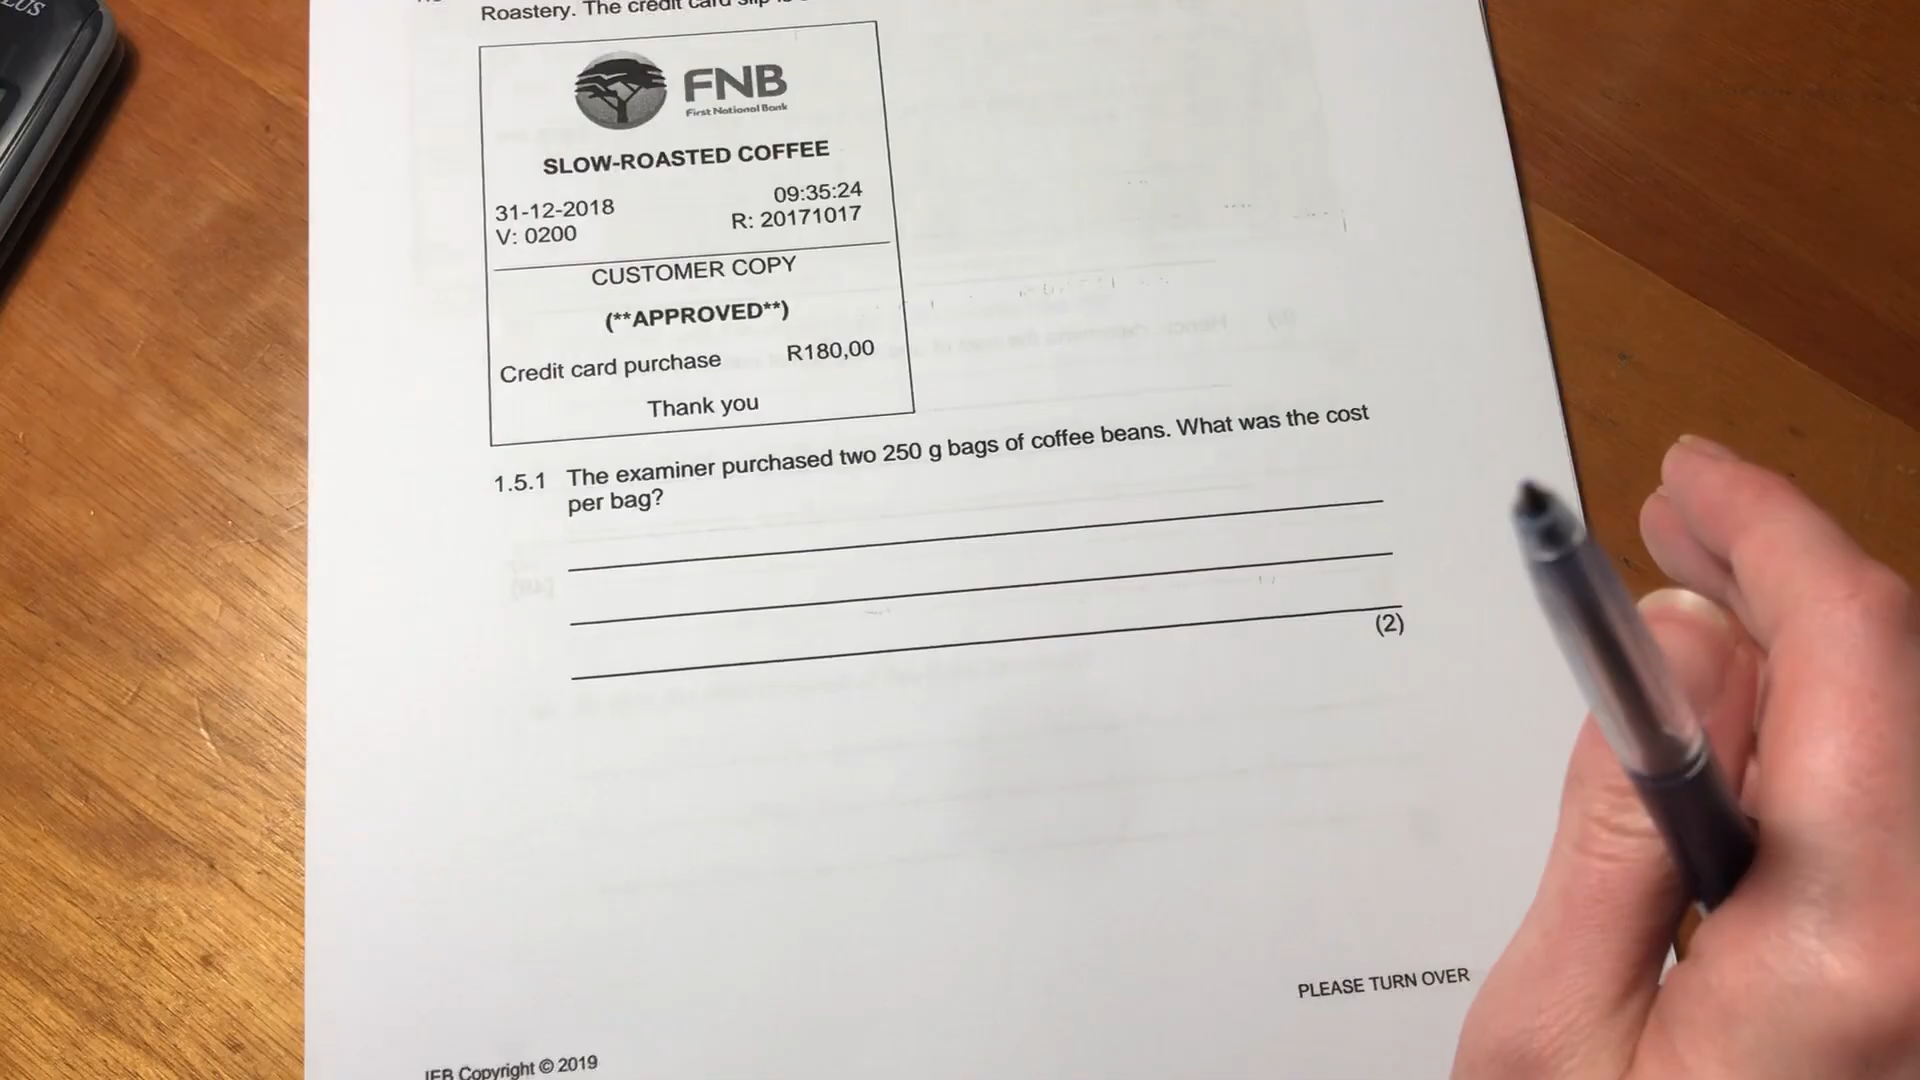 Roastery. The credit card slip is
FNB
First National Bank
SLOW-ROASTED COFFEE
31-12-2018 09:35:24
V: 0200 R: 20171017
CUSTOMER COPY
(**APPROVED**)
Credit card purchase R180,00
Thank you
1.5.1 The examiner purchased two 250 g bags of coffee beans. What was the cost
per bag?
(2)
PLEASE TURN OVER
IEB Copyright © 2019